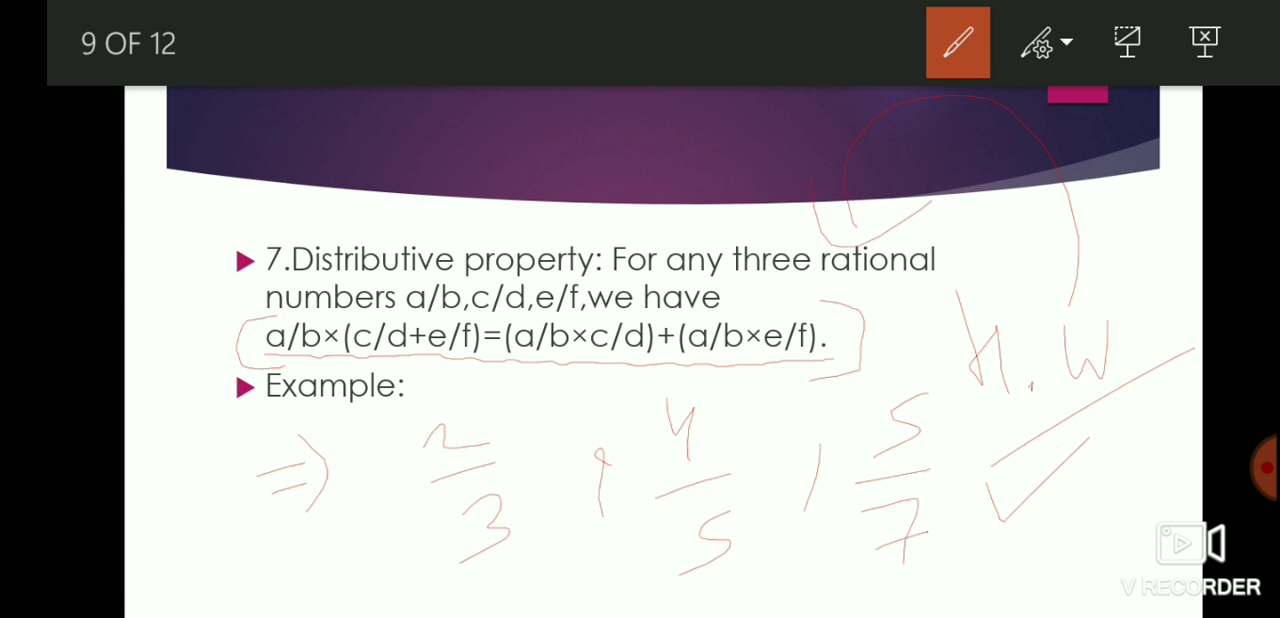 9 OF 12
7.Distributive property: For any three rational
numbers a/b,c/d,e/f,we have
a/b×(c/d+e/f)=(a/b×c/d)+(a/b×e/f).
H.W
Example:
⇒ 2/3 , 4/5 , 5/7
V RECORDER